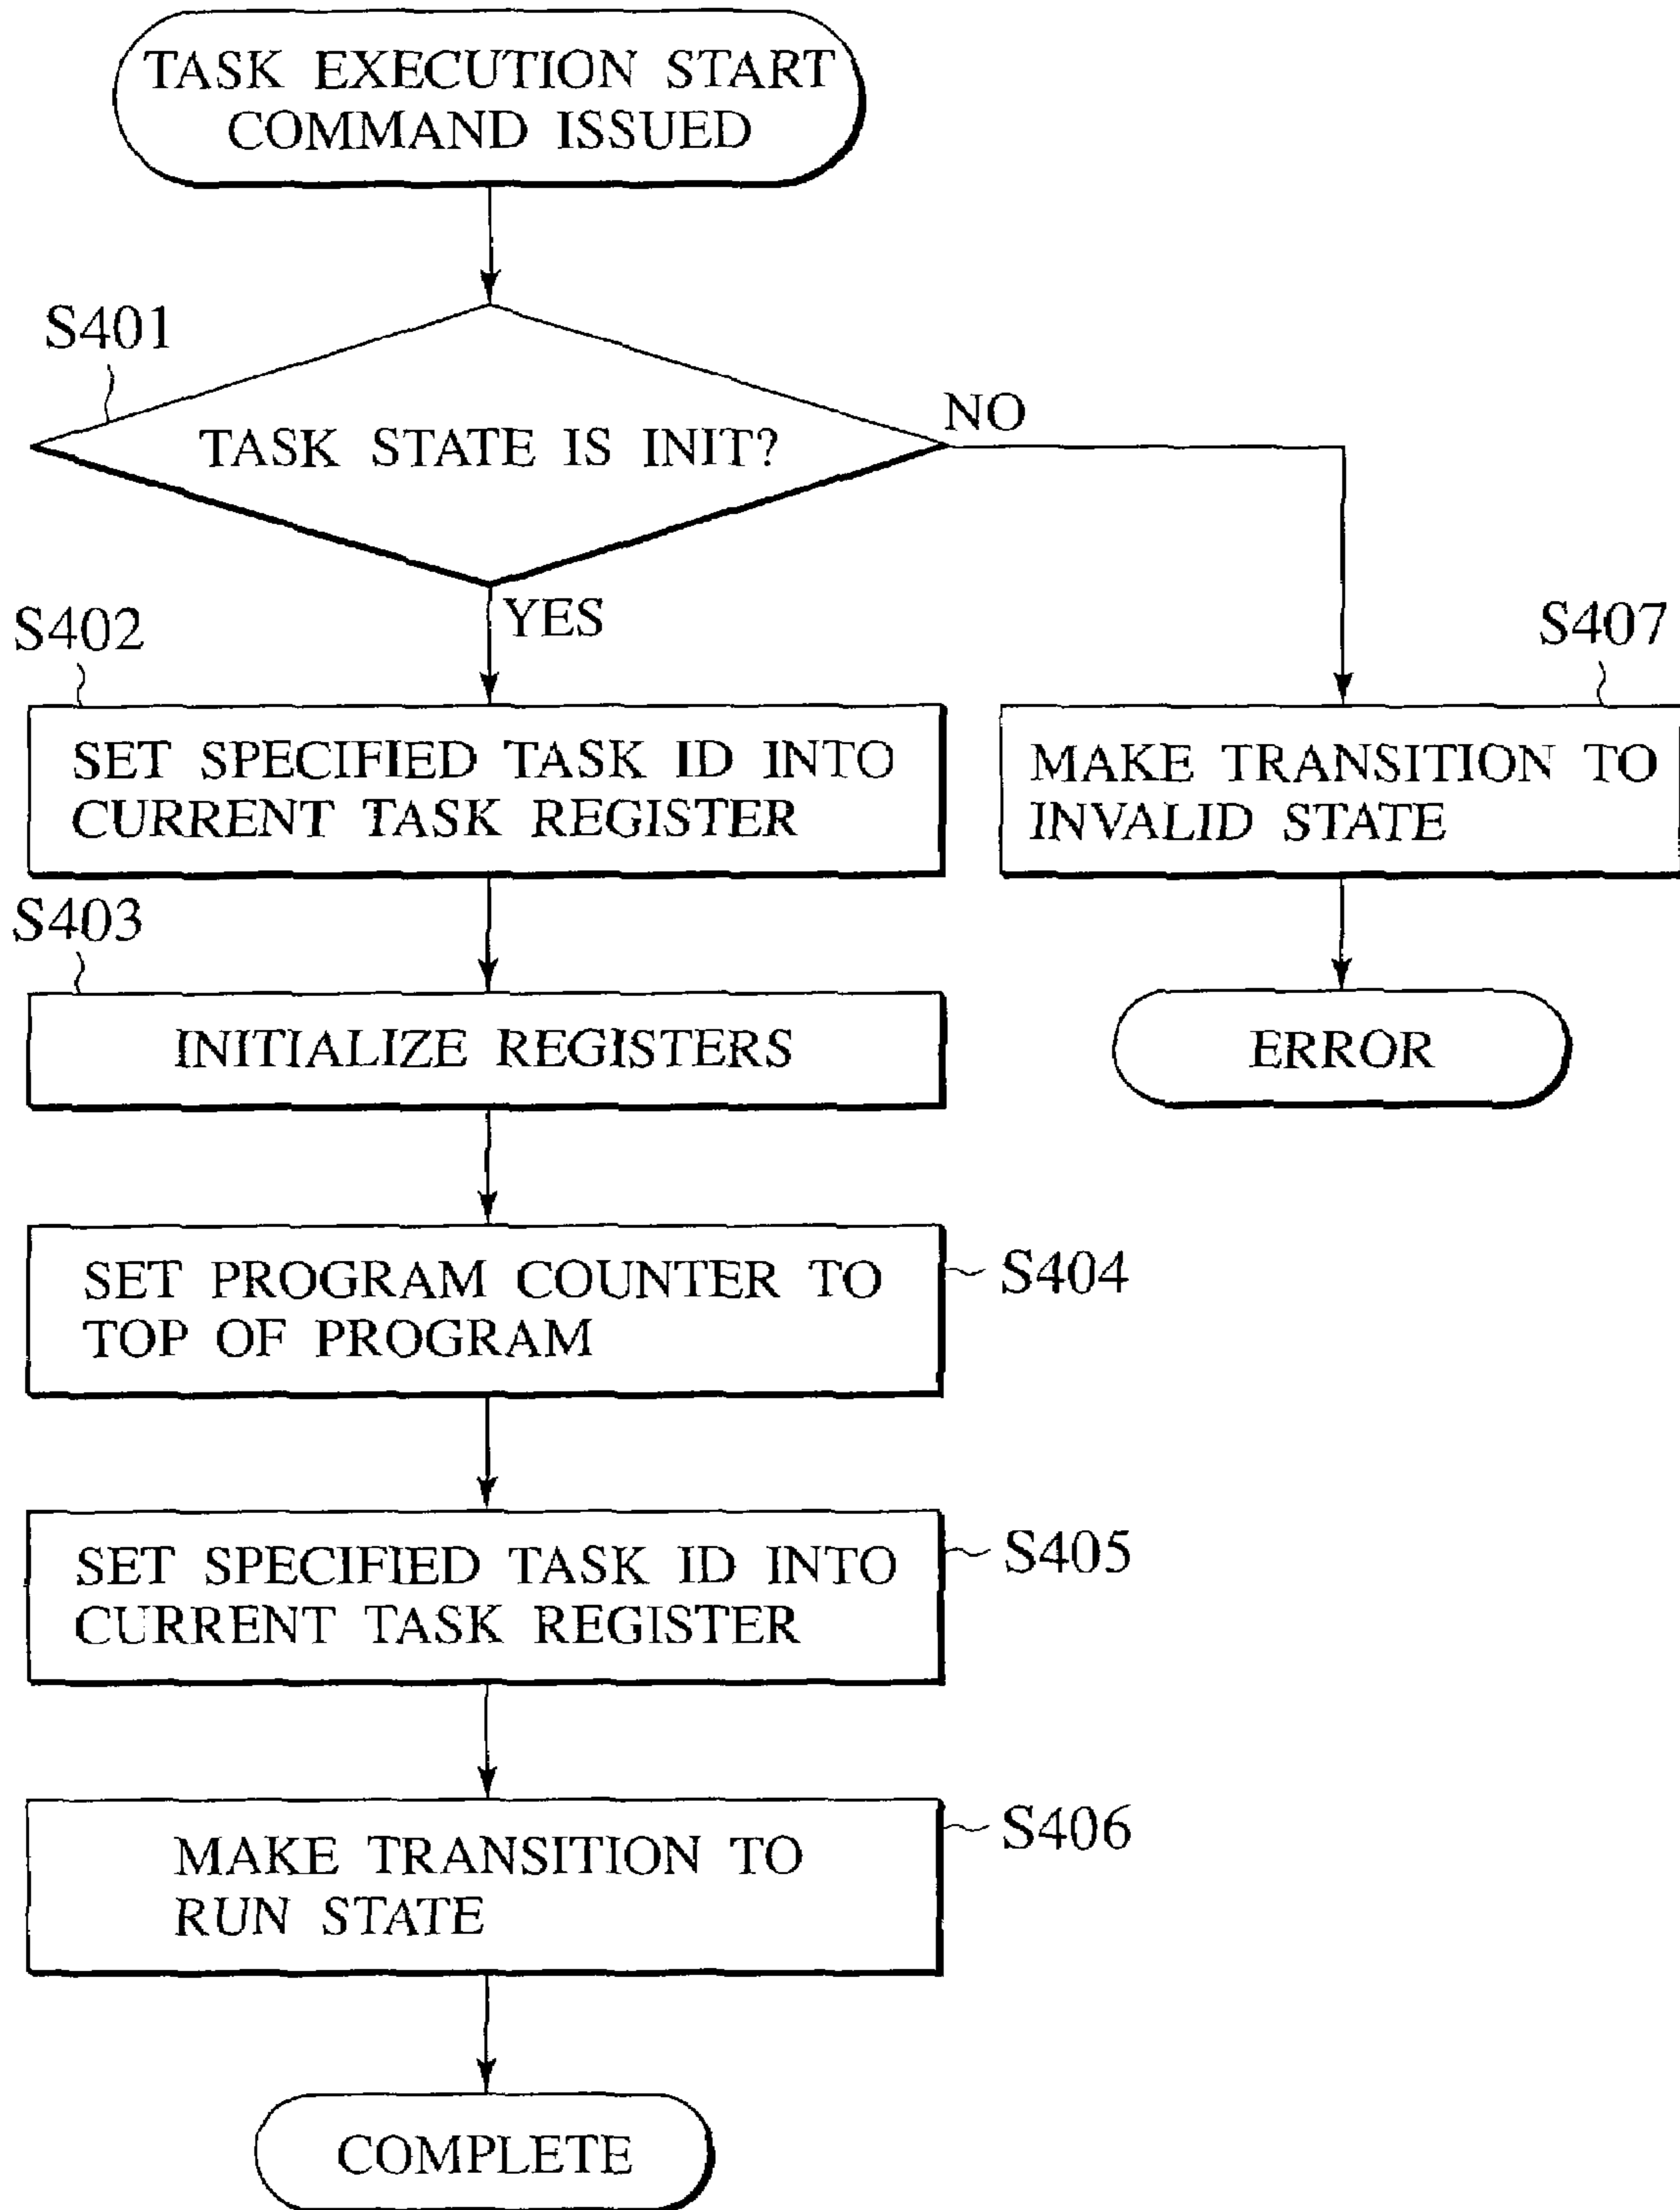 TASK EXECUTION START
COMMAND ISSUED
S401
TASK STATE IS INIT?
NO
YES
S402
SET SPECIFIED TASK ID INTO
CURRENT TASK REGISTER
S407
MAKE TRANSITION TO
INVALID STATE
S403
INITIALIZE REGISTERS
ERROR
SET PROGRAM COUNTER TO
TOP OF PROGRAM
S404
SET SPECIFIED TASK ID INTO
CURRENT TASK REGISTER
S405
MAKE TRANSITION TO
RUN STATE
S406
COMPLETE